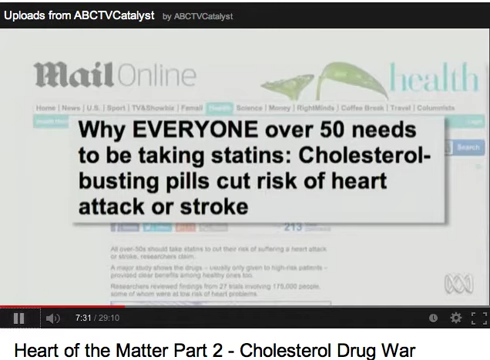 Uploads from ABCTVCatalyst by ABCTVCatalyst
Mail Online
health
Home News U.S. Sport TV&Showbiz Femail Health Science Money RightMinds Coffee Break Travel Columnists
Login
Why EVERYONE over 50 needs
to be taking statins: Cholesterol-
busting pills cut risk of heart
attack or stroke
Search
213
All over-50s should take statins to cut their risk of suffering a heart attack
or stroke, researchers claim.
A major study shows the drugs – usually only given to high-risk patients –
provided clear benefits among healthy ones too.
Researchers reviewed findings from 27 trials involving 175,000 people,
some of whom were at low risk of heart problems.
7:31 / 29:10
Heart of the Matter Part 2 - Cholesterol Drug War